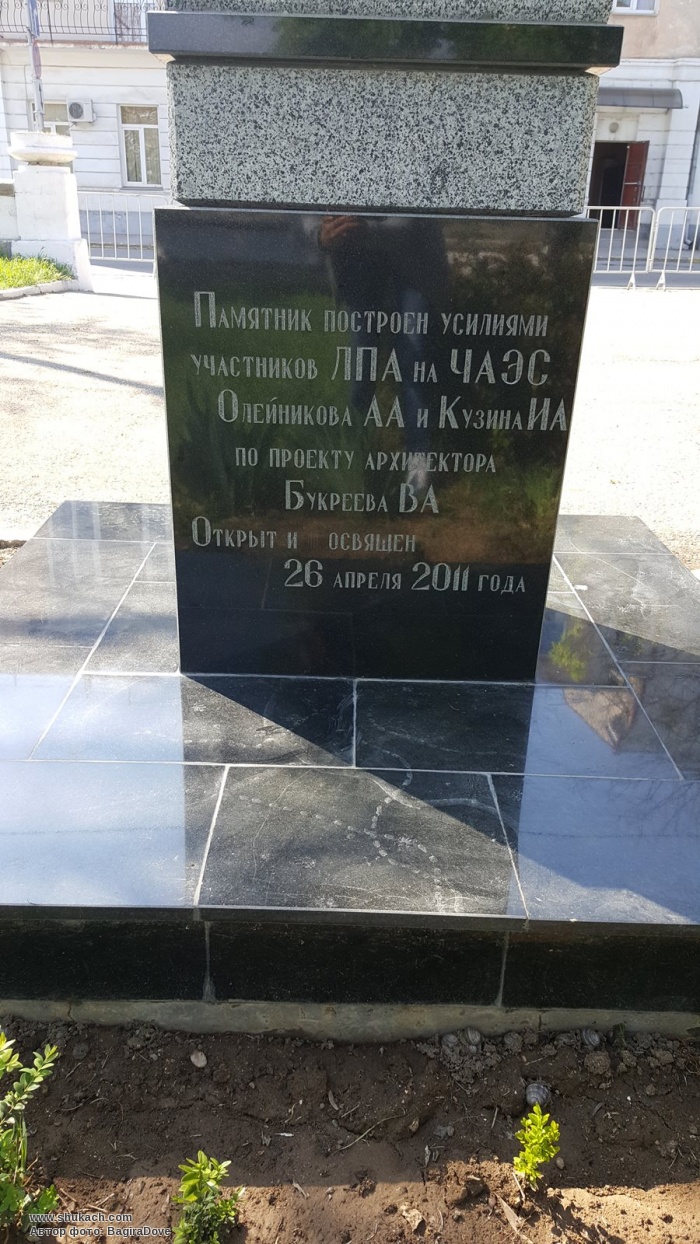 Памятник построен усилиями
участников ЛПА на ЧАЭС
Олейникова АА и Кузина ИА
по проекту архитектора
Букреева ВА
Открыт и освящен
26 апреля 2011 года
www.shukach.com
Автор фото: BagraDove